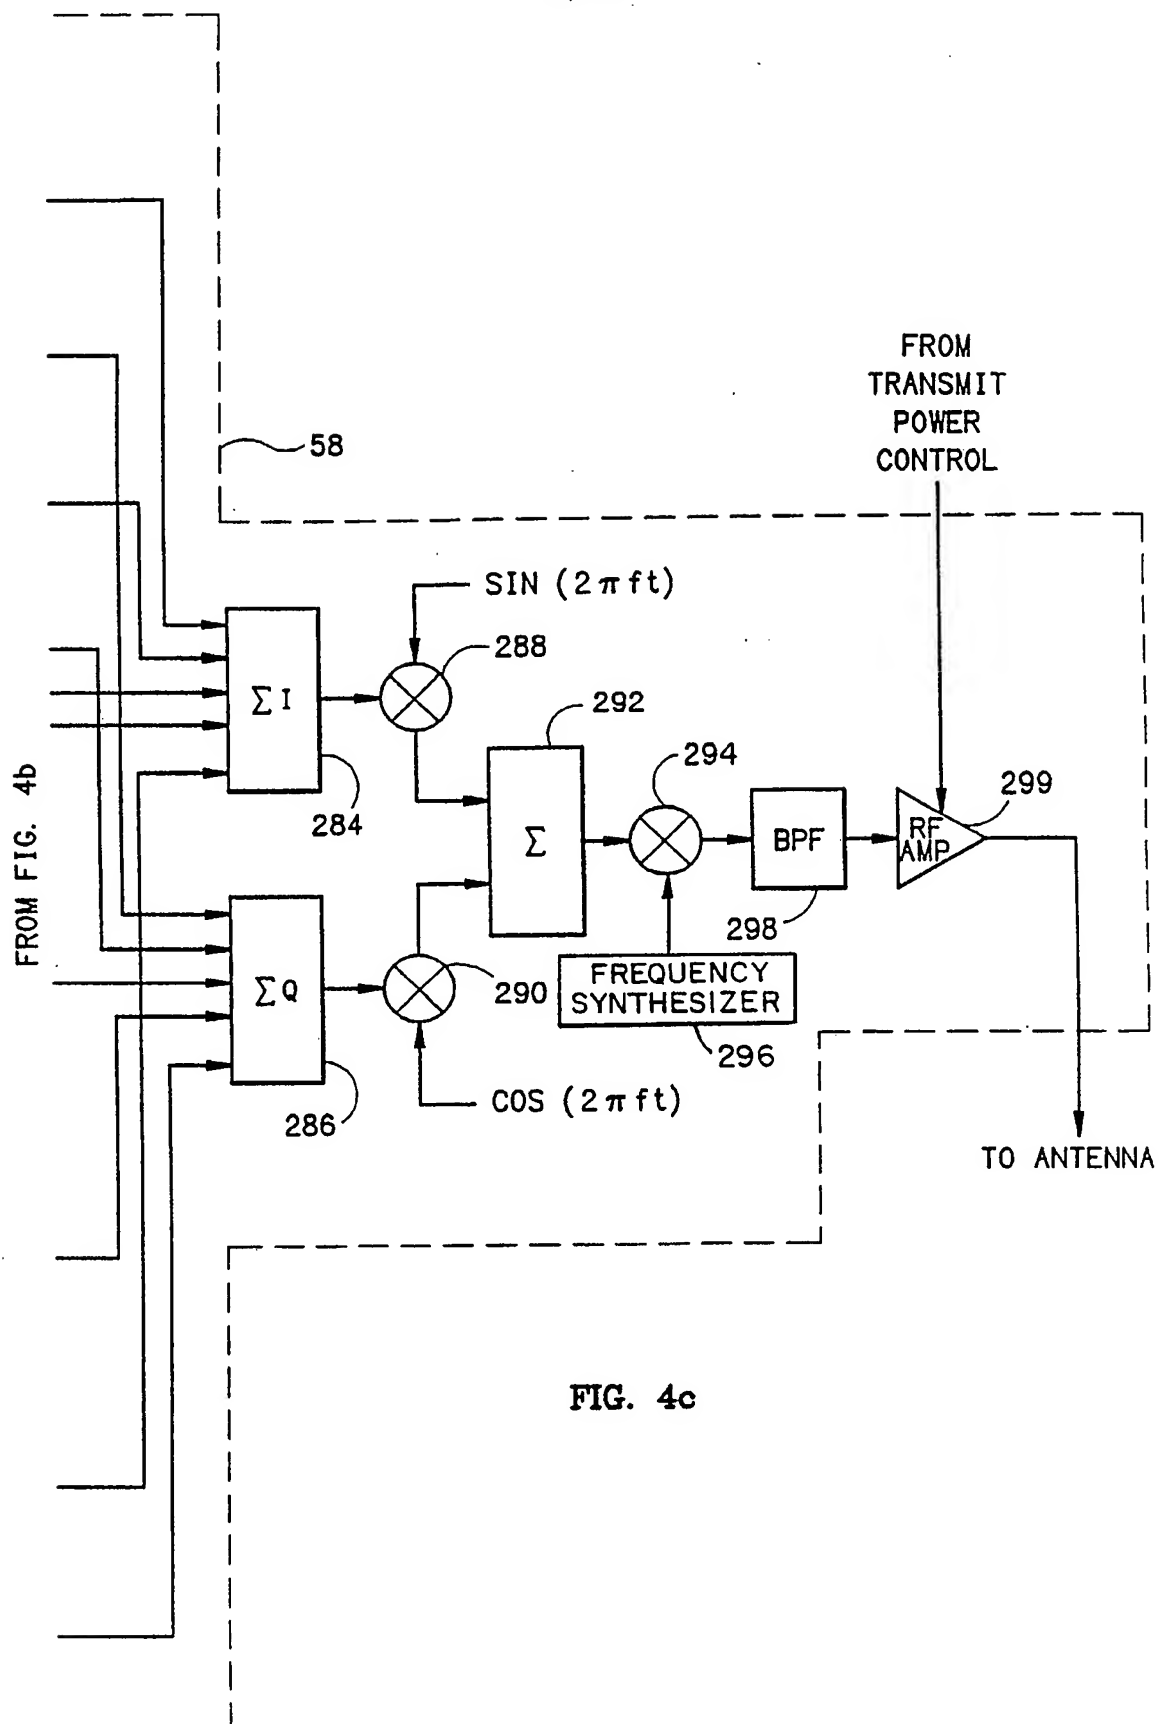 FROM
TRANSMIT
POWER
CONTROL
58
SIN (2πft)
288
ΣI
284
292
Σ
294
BPF
298
RF
AMP
299
FROM FIG. 4b
ΣQ
286
290
FREQUENCY
SYNTHESIZER
296
COS (2πft)
TO ANTENNA
FIG. 4c